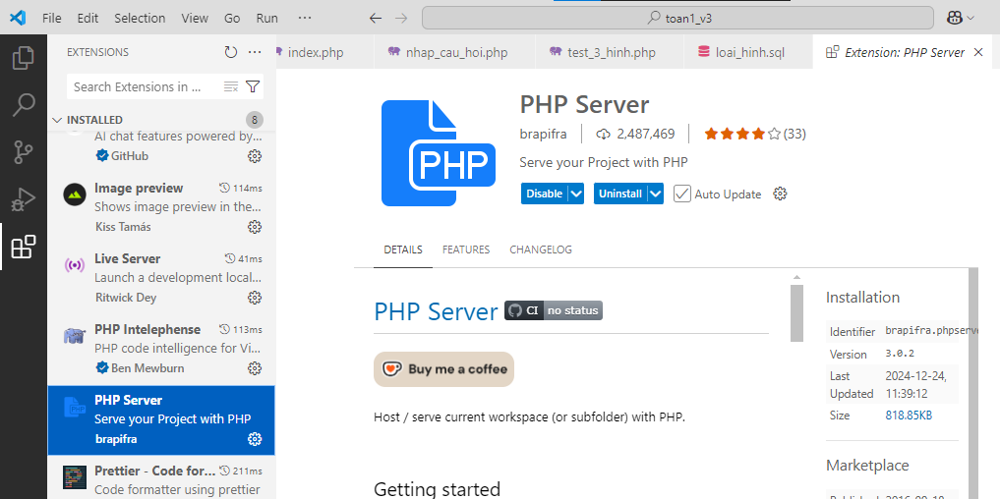 File Edit Selection View Go Run ··· toan1_v3
EXTENSIONS
Search Extensions in ...
INSTALLED 8
AI chat features powered by...
GitHub
Image preview 114ms
Shows image preview in the...
Kiss Tamás
Live Server 41ms
Launch a development local...
Ritwick Dey
PHP Intelephense 113ms
PHP code intelligence for Vi...
Ben Mewburn
PHP
PHP Server
Serve your Project with PHP
brapifra
Prettier - Code for... 211ms
Code formatter using prettier
index.php nhap_cau_hoi.php test_3_hinh.php loai_hinh.sql Extension: PHP Server
PHP
PHP Server
brapifra 2,487,469 (33)
Serve your Project with PHP
Disable Uninstall Auto Update
DETAILS FEATURES CHANGELOG
PHP Server CI no status
Buy me a coffee
Host / serve current workspace (or subfolder) with PHP.
Getting started
Installation
Identifier brapifra.phpserve
Version 3.0.2
Last Updated 2024-12-24, 11:39:12
Size 818.85KB
Marketplace